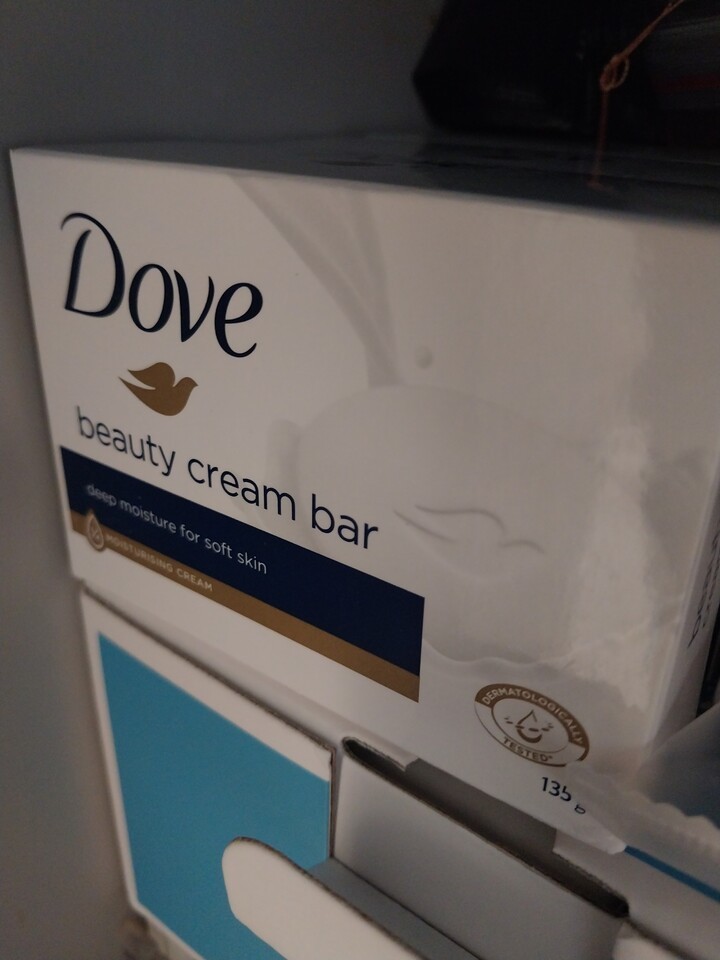 Dove
beauty cream bar
deep moisture for soft skin
MOISTURISING CREAM
DERMATOLOGICALLY
TESTED
135 g